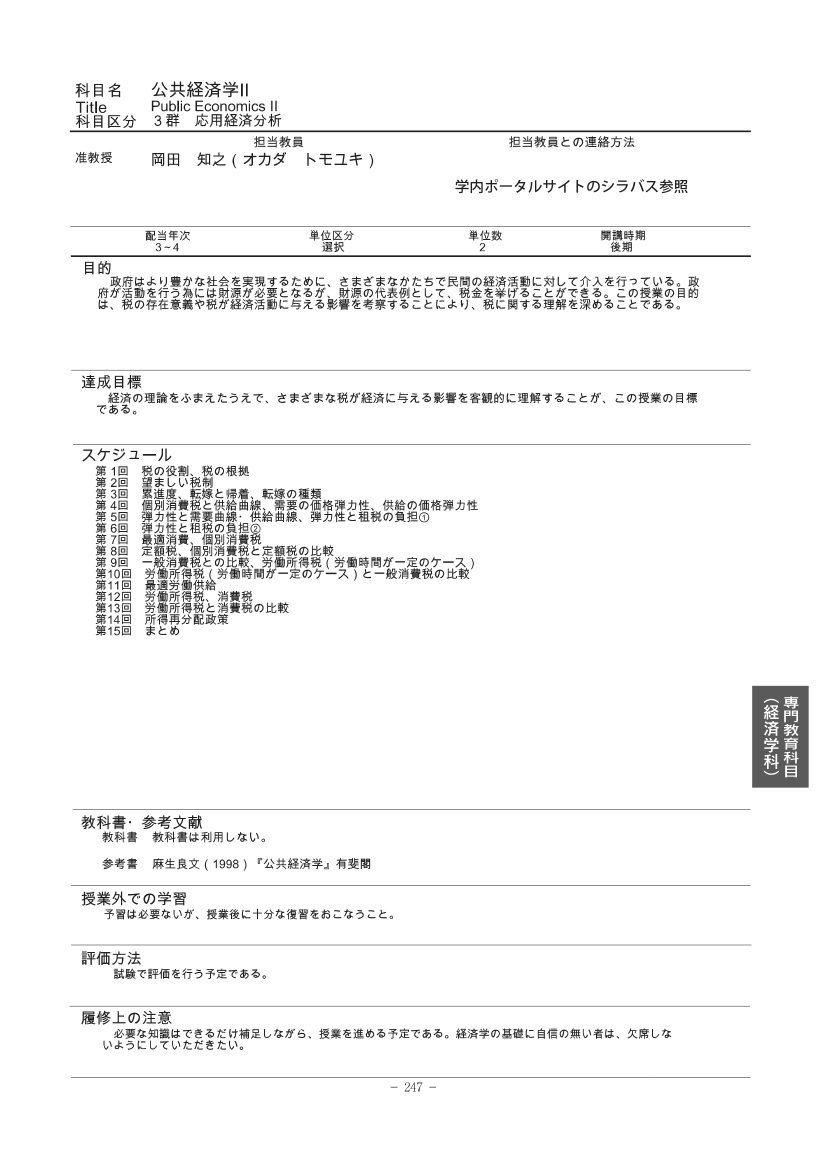 科目名　公共経済学II
Title　Public Economics II
科目区分　３群　応用経済分析
担当教員　担当教員との連絡方法
准教授　岡田　知之（オカダ　トモユキ）
学内ポータルサイトのシラバス参照
配当年次　単位区分　単位数　開講時期
３～４　選択　２　後期
目的
政府はより豊かな社会を実現するために、さまざまなかたちで民間の経済活動に対して介入を行っている。政
府が活動を行う為には財源が必要となるが、財源の代表例として、税金を挙げることができる。この授業の目的
は、税の存在意義や税が経済活動に与える影響を考察することにより、税に関する理解を深めることである。
達成目標
経済の理論をふまえたうえで、さまざまな税が経済に与える影響を客観的に理解することが、この授業の目標
である。
スケジュール
第 1回　税の役割、税の根拠
第 2回　望ましい税制
第 3回　累進度、転嫁と帰着、転嫁の種類
第 4回　個別消費税と供給曲線、需要の価格弾力性、供給の価格弾力性
第 5回　弾力性と需要曲線・供給曲線、弾力性と租税の負担①
第 6回　弾力性と租税の負担②
第 7回　最適消費、個別消費税
第 8回　定額税、個別消費税と定額税の比較
第 9回　一般消費税との比較、労働所得税（労働時間が一定のケース）
第10回　労働所得税（労働時間が一定のケース）と一般消費税の比較
第11回　最適労働供給
第12回　労働所得税、消費税
第13回　労働所得税と消費税の比較
第14回　所得再分配政策
第15回　まとめ
専門教育科目
（経済学科）
教科書・参考文献
教科書　教科書は利用しない。
参考書　麻生良文（1998）『公共経済学』有斐閣
授業外での学習
予習は必要ないが、授業後に十分な復習をおこなうこと。
評価方法
試験で評価を行う予定である。
履修上の注意
必要な知識はできるだけ補足しながら、授業を進める予定である。経済学の基礎に自信の無い者は、欠席しな
いようにしていただきたい。
－ 247 －